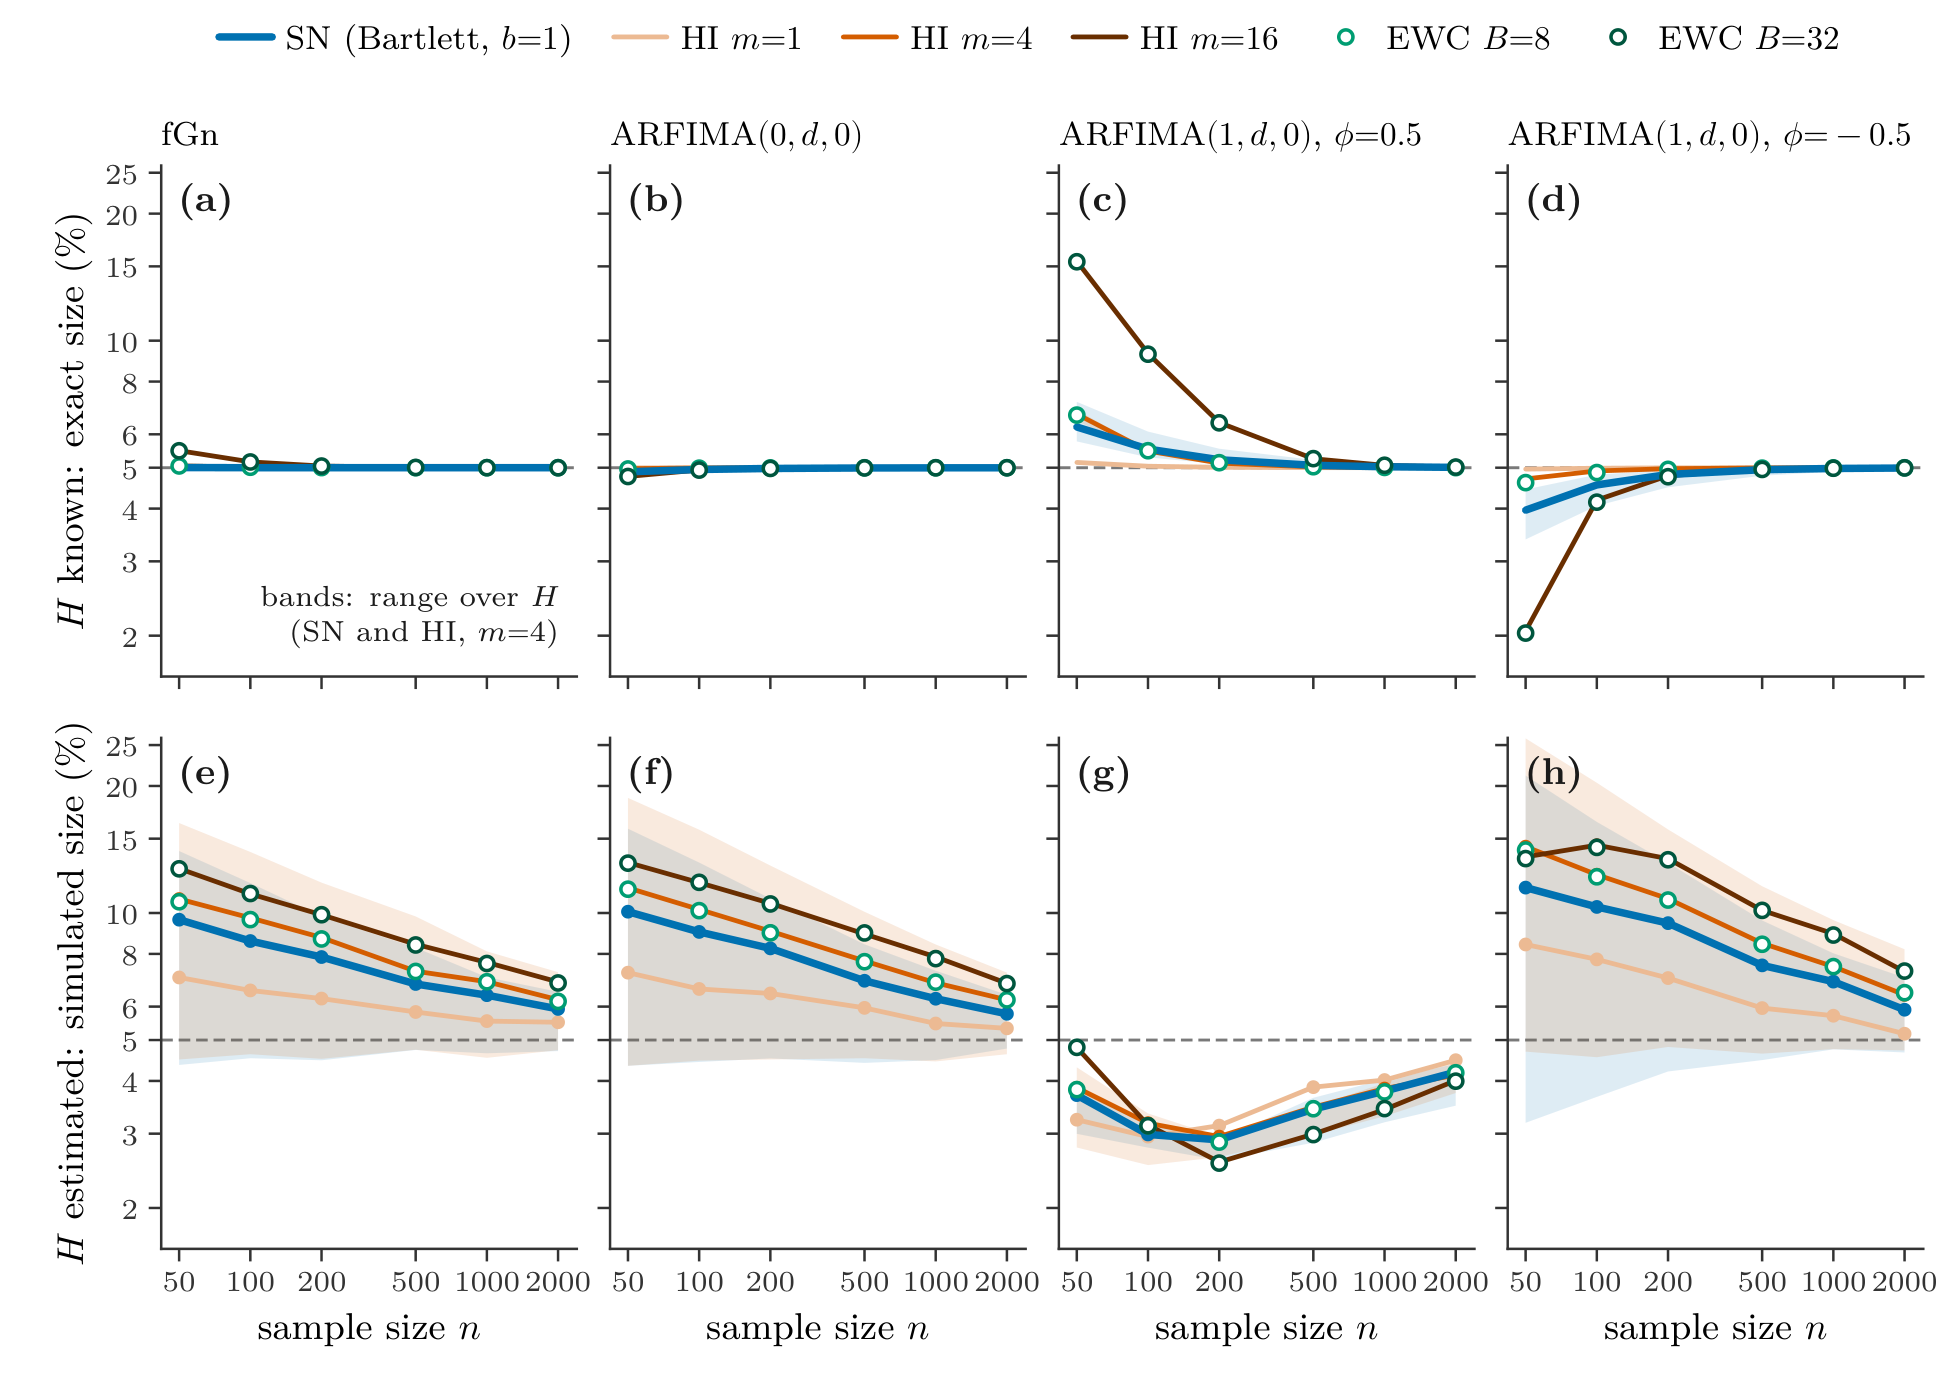 SN (Bartlett, b=1) HI m=1 HI m=4 HI m=16 EWC B=8 EWC B=32
fGn ARFIMA(0, d, 0) ARFIMA(1, d, 0), ϕ=0.5 ARFIMA(1, d, 0), ϕ= − 0.5
H known: exact size (%)
25
20
15
10
8
6
5
4
3
2
(a) (b) (c) (d)
bands: range over H
(SN and HI, m=4)
H estimated: simulated size (%)
25
20
15
10
8
6
5
4
3
2
(e) (f) (g) (h)
50 100 200 500 1000 2000 50 100 200 500 1000 2000 50 100 200 500 1000 2000 50 100 200 500 1000 2000
sample size n sample size n sample size n sample size n